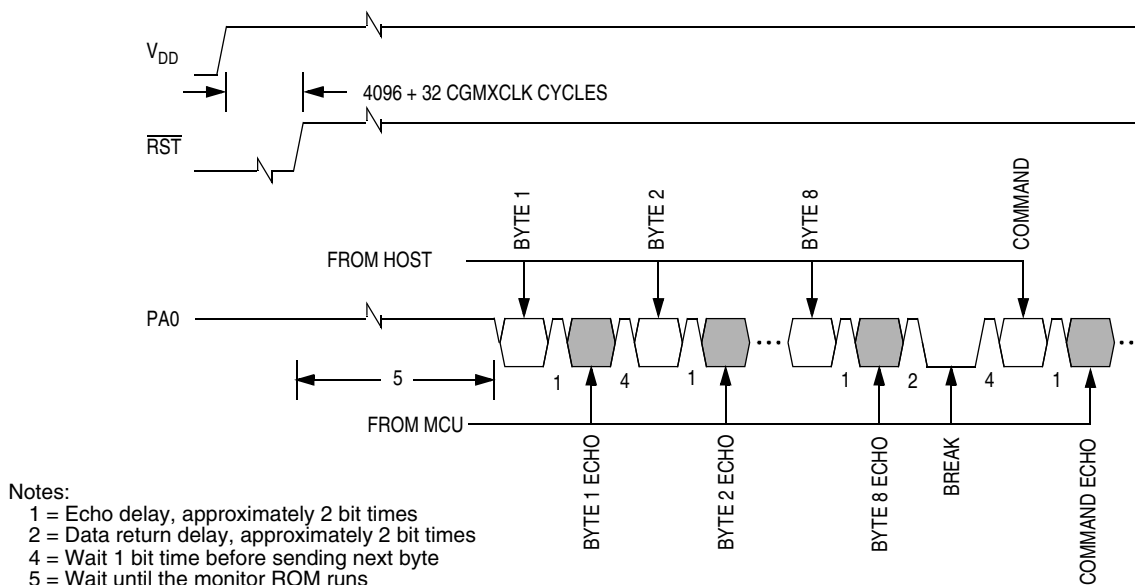 VDD
4096 + 32 CGMXCLK CYCLES
RST
BYTE 1
BYTE 2
BYTE 8
COMMAND
FROM HOST
PA0
5
1
4
1
1
2
4
1
FROM MCU
BYTE 1 ECHO
BYTE 2 ECHO
BYTE 8 ECHO
BREAK
COMMAND ECHO
Notes:
1 = Echo delay, approximately 2 bit times
2 = Data return delay, approximately 2 bit times
4 = Wait 1 bit time before sending next byte
5 = Wait until the monitor ROM runs